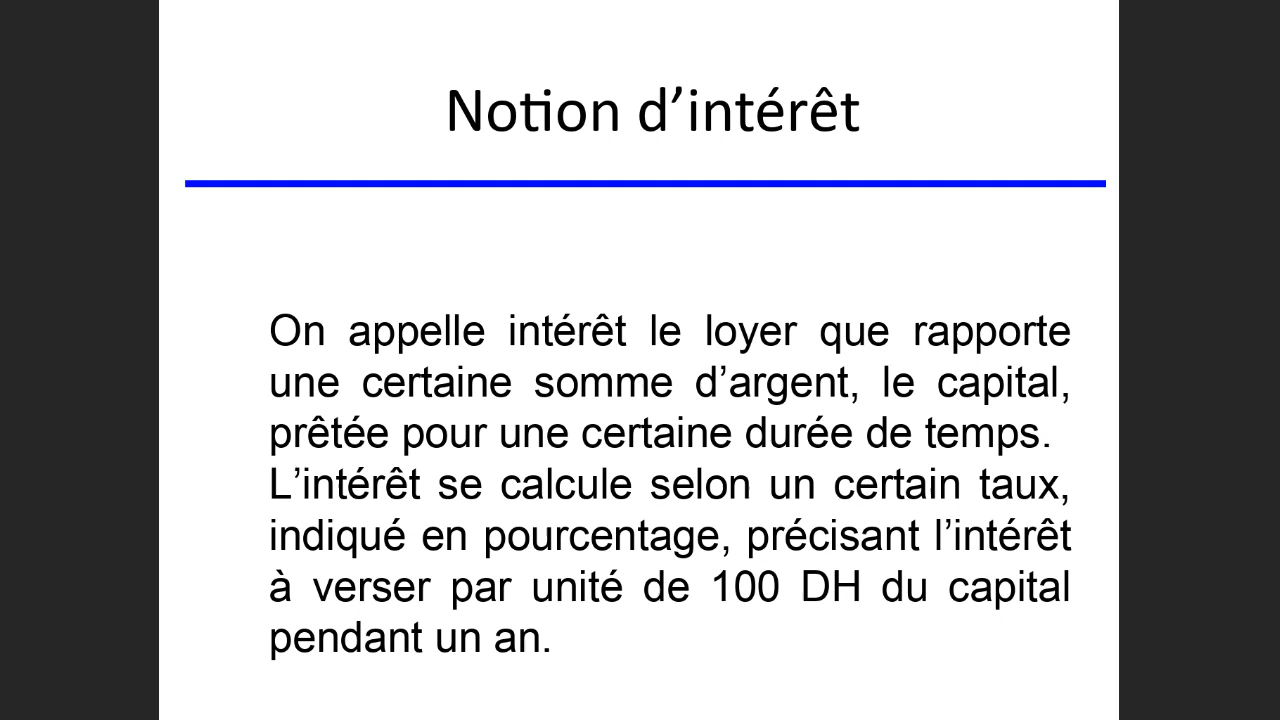 Notion d’intérêt
On appelle intérêt le loyer que rapporte
une certaine somme d’argent, le capital,
prêtée pour une certaine durée de temps.
L’intérêt se calcule selon un certain taux,
indiqué en pourcentage, précisant l’intérêt
à verser par unité de 100 DH du capital
pendant un an.